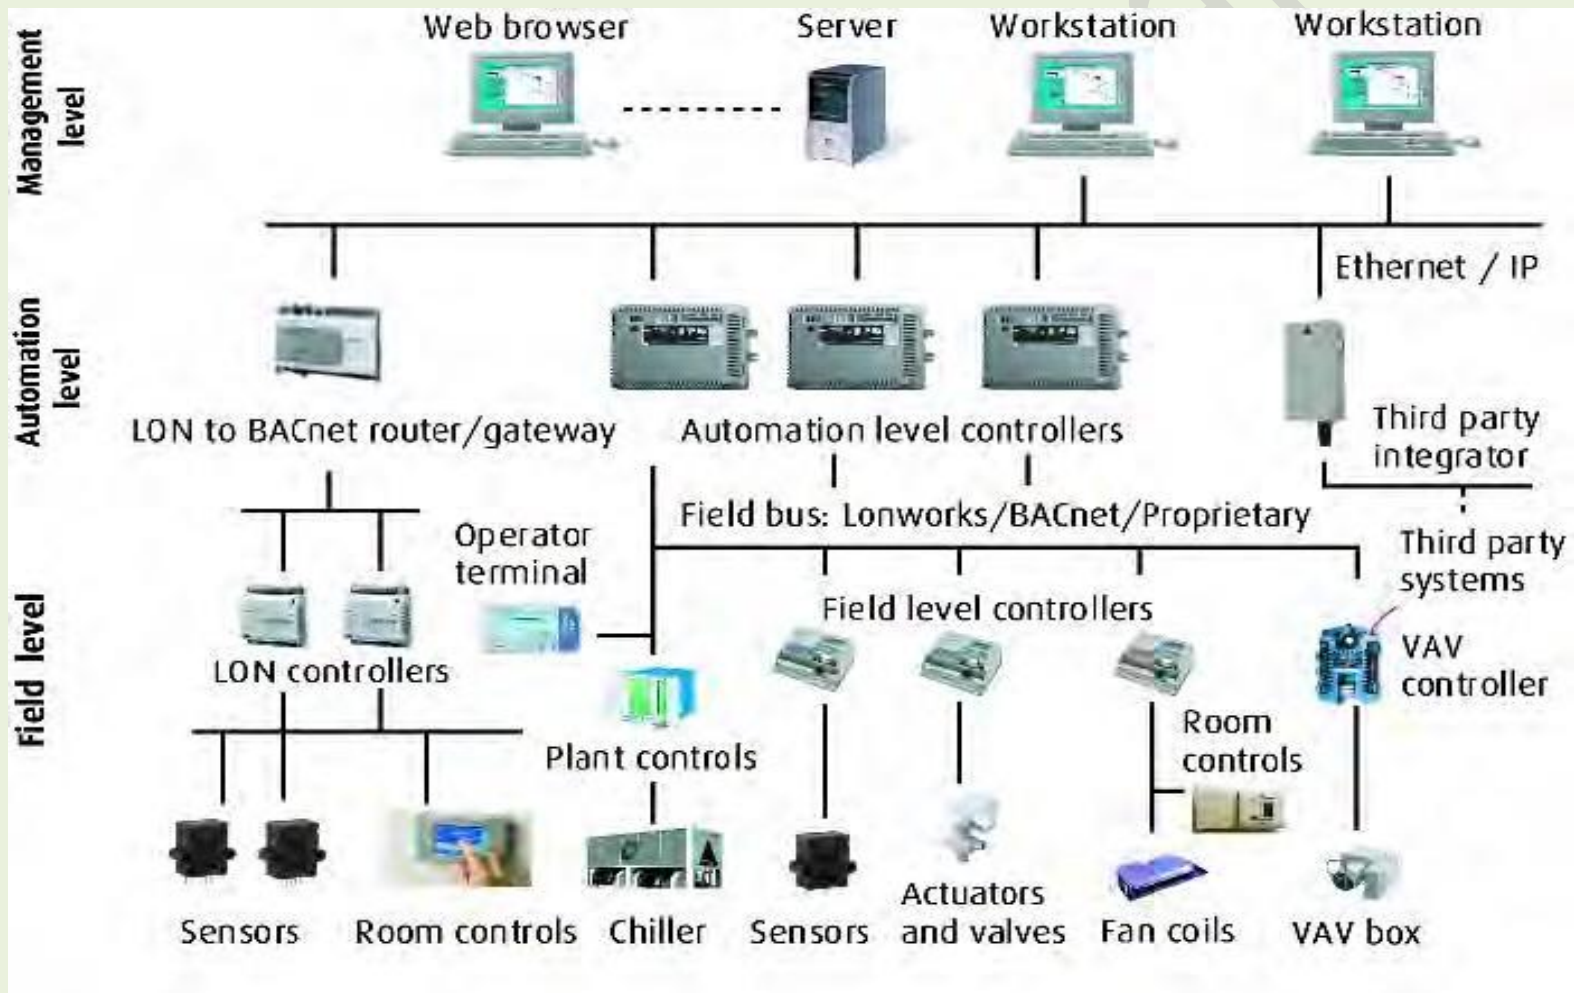 Management
level
Web browser
Server
Workstation
Workstation
Ethernet / IP
Automation
level
LON to BACnet router/gateway
Automation level controllers
Third party
integrator
Field bus: Lonworks/BACnet/Proprietary
Operator
terminal
Third party
systems
Field level
Field level controllers
LON controllers
VAV
controller
Plant controls
Room
controls
Sensors
Room controls
Chiller
Sensors
Actuators
and valves
Fan coils
VAV box